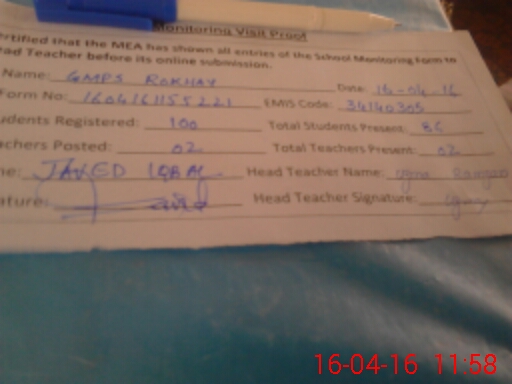 Monitoring Visit Proof
rtified that the MEA has shown all entries of the School Monitoring Form to
ad Teacher before its online submission.
Name: GMPS ROKHAY Date: 16-04-16
Form No: 1604161155221 EMIS Code: 34140305
udents Registered: 100 Total Students Present: 86
achers Posted: 02 Total Teachers Present: 02
ne: JAVED IQBAL Head Teacher Name:
ature: Head Teacher Signature:
16-04-16 11:58